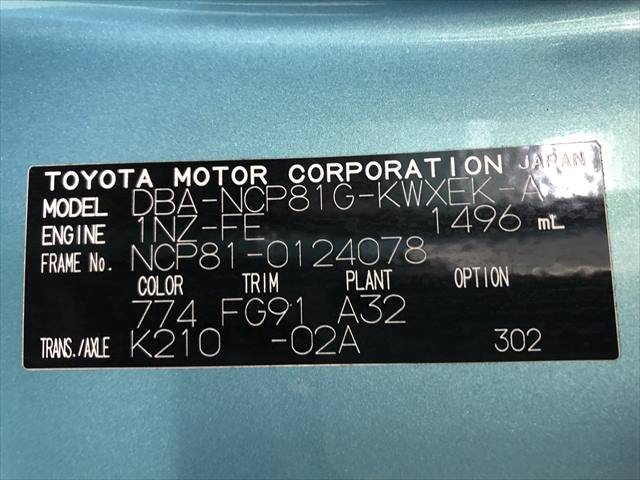 TOYOTA MOTOR CORPORATION JAPAN
MODEL DBA-NCP81G-KWXEK-A
ENGINE 1NZ-FE 1496 mL
FRAME No. NCP81-0124078
COLOR TRIM PLANT OPTION
774 FG91 A32
TRANS./AXLE K210 -02A 302